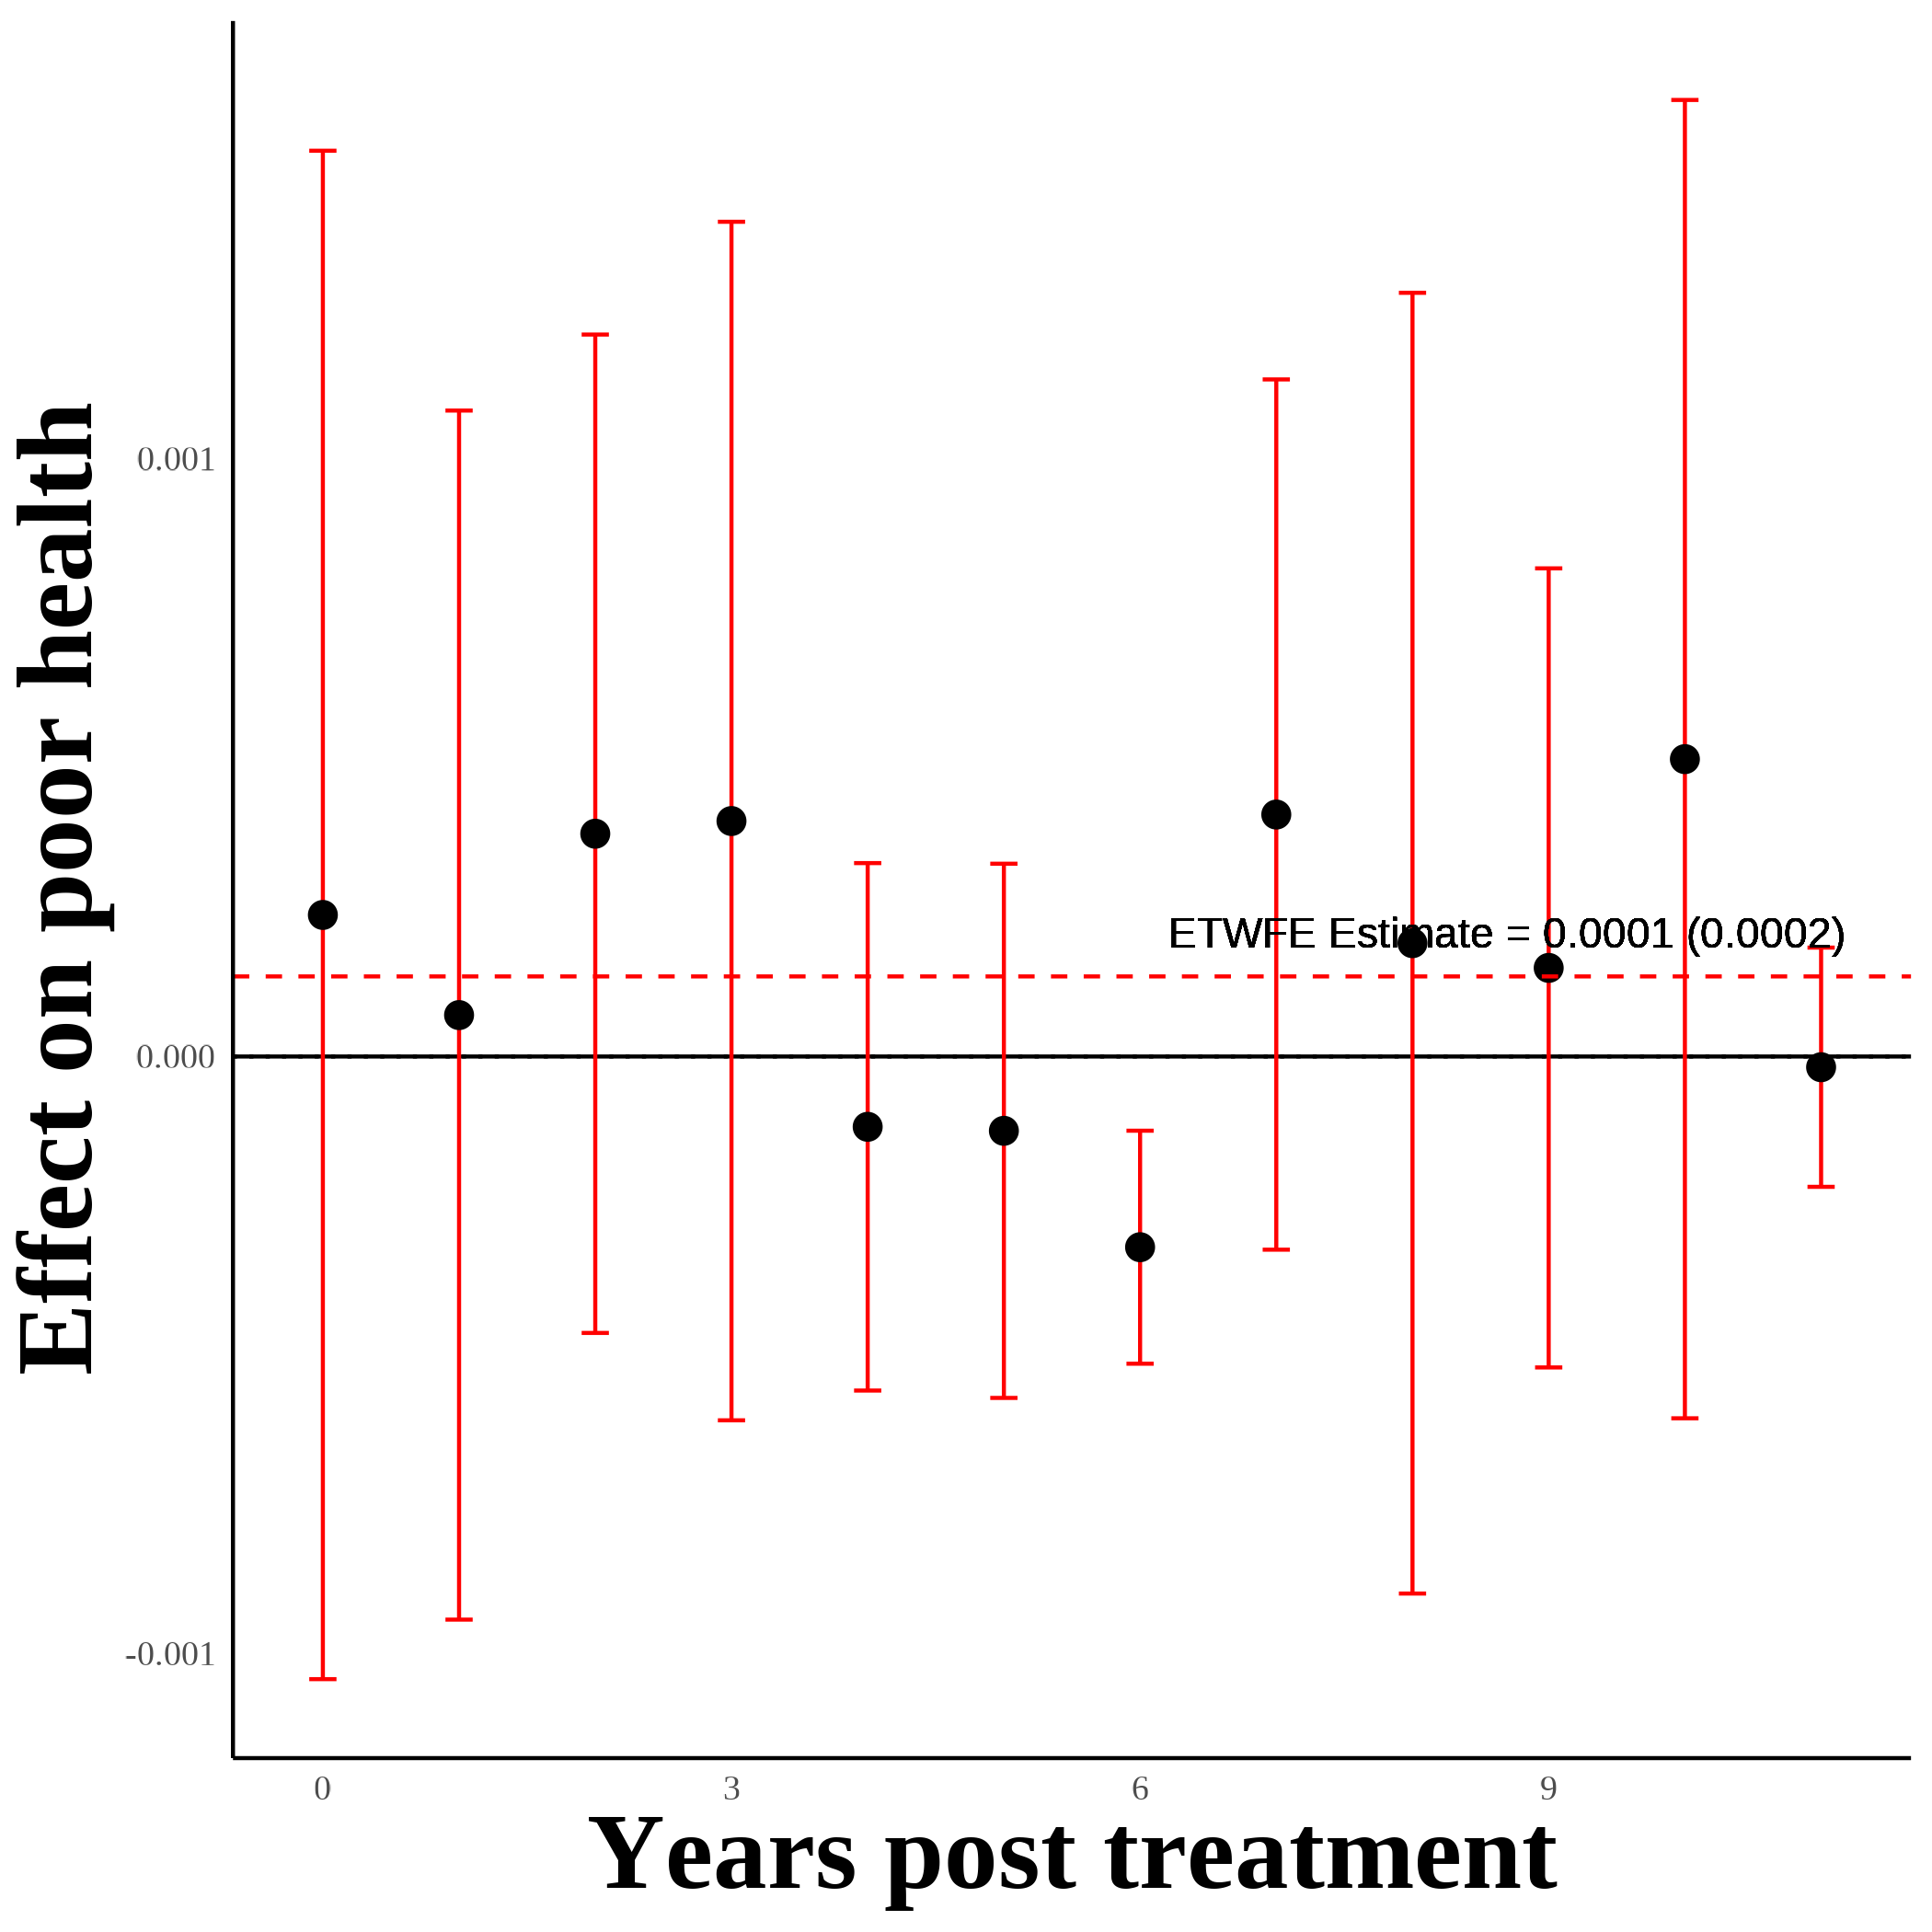 Effect on poor health
0.001
0.000
-0.001
ETWFE Estimate = 0.0001 (0.0002)
0 3 6 9
Years post treatment